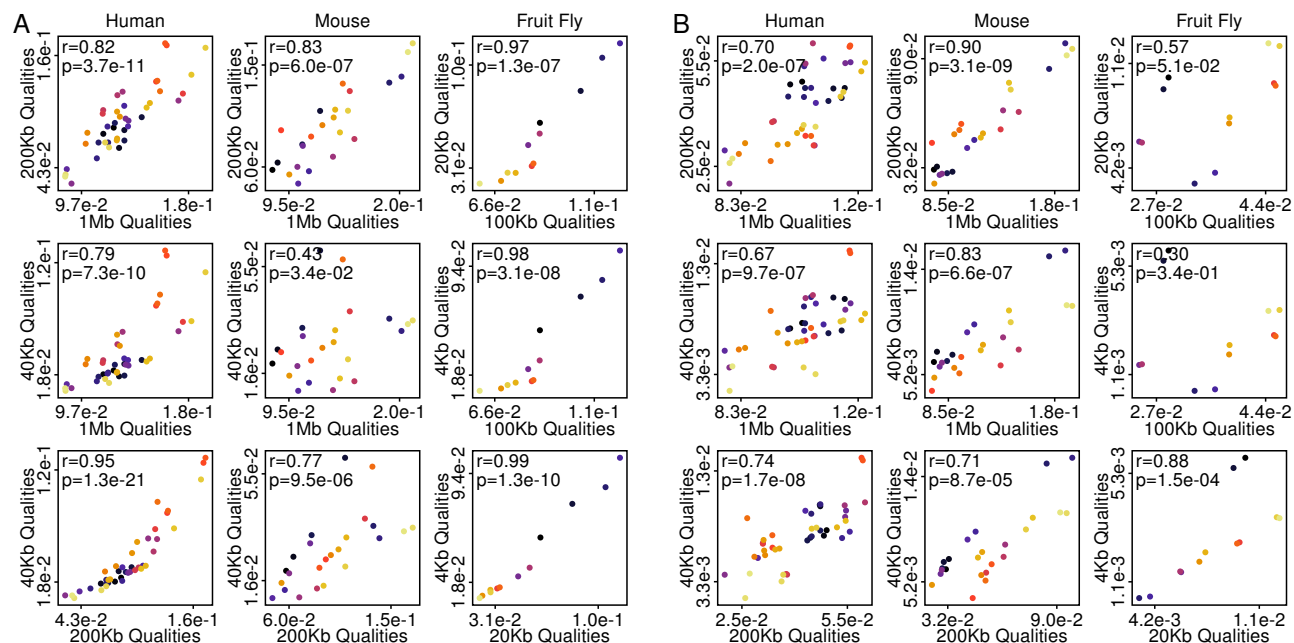 A Human Mouse Fruit Fly B Human Mouse Fruit Fly
200Kb Qualities 4.3e-2 1.6e-1 r=0.82
p=3.7e-11
9.7e-2 1.8e-1
1Mb Qualities
200Kb Qualities 6.0e-2 1.5e-1 r=0.83
p=6.0e-07
9.5e-2 2.0e-1
1Mb Qualities
20Kb Qualities 3.1e-2 1.0e-1 r=0.97
p=1.3e-07
6.6e-2 1.1e-1
100Kb Qualities
200Kb Qualities 2.5e-2 5.5e-2 r=0.70
p=2.0e-07
8.3e-2 1.2e-1
1Mb Qualities
200Kb Qualities 3.2e-2 9.0e-2 r=0.90
p=3.1e-09
8.5e-2 1.8e-1
1Mb Qualities
20Kb Qualities 4.2e-3 1.1e-2 r=0.57
p=5.1e-02
2.7e-2 4.4e-2
100Kb Qualities
40Kb Qualities 1.8e-2 1.2e-1 r=0.79
p=7.3e-10
9.7e-2 1.8e-1
1Mb Qualities
40Kb Qualities 1.6e-2 5.5e-2 r=0.43
p=3.4e-02
9.5e-2 2.0e-1
1Mb Qualities
4Kb Qualities 1.8e-2 9.4e-2 r=0.98
p=3.1e-08
6.6e-2 1.1e-1
100Kb Qualities
40Kb Qualities 3.3e-3 1.3e-2 r=0.67
p=9.7e-07
8.3e-2 1.2e-1
1Mb Qualities
40Kb Qualities 5.2e-3 1.4e-2 r=0.83
p=6.6e-07
8.5e-2 1.8e-1
1Mb Qualities
4Kb Qualities 1.1e-3 5.3e-3 r=0.30
p=3.4e-01
2.7e-2 4.4e-2
100Kb Qualities
40Kb Qualities 1.8e-2 1.2e-1 r=0.95
p=1.3e-21
4.3e-2 1.6e-1
200Kb Qualities
40Kb Qualities 1.6e-2 5.5e-2 r=0.77
p=9.5e-06
6.0e-2 1.5e-1
200Kb Qualities
4Kb Qualities 1.8e-2 9.4e-2 r=0.99
p=1.3e-10
3.1e-2 1.0e-1
20Kb Qualities
40Kb Qualities 3.3e-3 1.3e-2 r=0.74
p=1.7e-08
2.5e-2 5.5e-2
200Kb Qualities
40Kb Qualities 5.2e-3 1.4e-2 r=0.71
p=8.7e-05
3.2e-2 9.0e-2
200Kb Qualities
4Kb Qualities 1.1e-3 5.3e-3 r=0.88
p=1.5e-04
4.2e-3 1.1e-2
20Kb Qualities